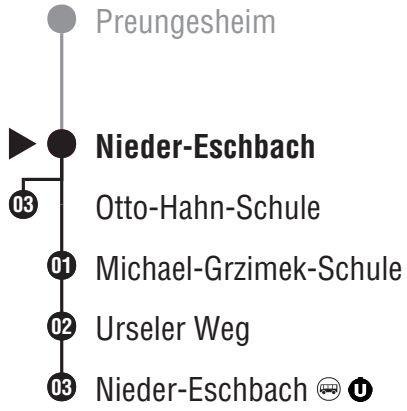 Preungesheim
Nieder-Eschbach
03 Otto-Hahn-Schule
01 Michael-Grzimek-Schule
02 Urseler Weg
03 Nieder-Eschbach U